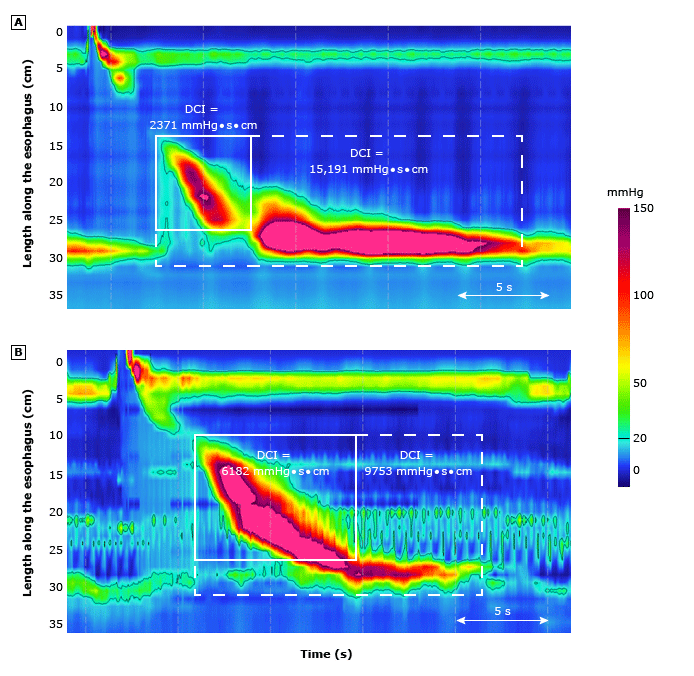 A
Length along the esophagus (cm)
0
5
10
15
20
25
30
35
DCI =
2371 mmHg•s•cm
DCI =
15,191 mmHg•s•cm
5 s
mmHg
150
100
50
20
0
B
Length along the esophagus (cm)
0
5
10
15
20
25
30
35
DCI =
6182 mmHg•s•cm
DCI =
9753 mmHg•s•cm
5 s
Time (s)